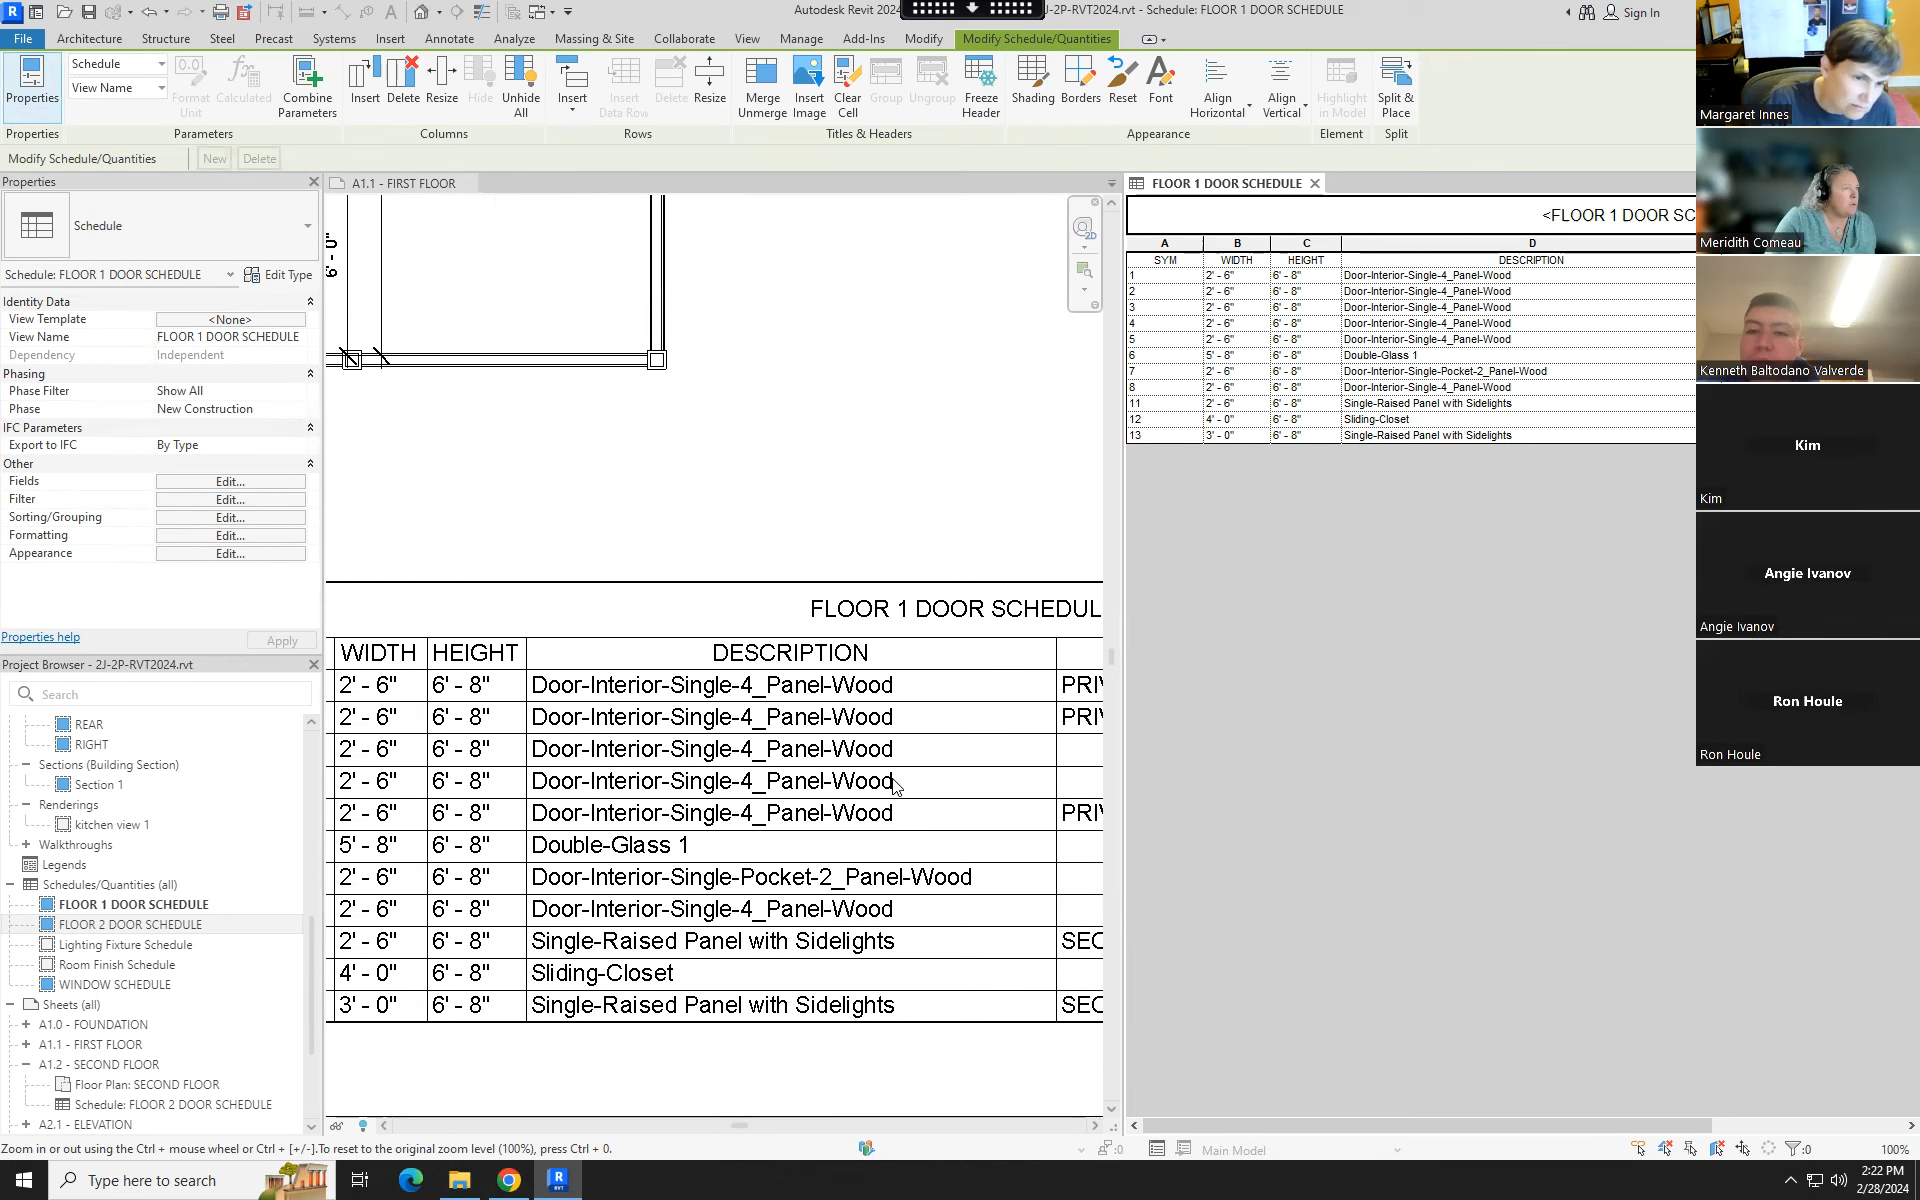 Autodesk Revit 2024
J-2P-RVT2024.rvt - Schedule: FLOOR 1 DOOR SCHEDULE
Sign In
File
Architecture
Structure
Steel
Precast
Systems
Insert
Annotate
Analyze
Massing & Site
Collaborate
View
Manage
Add-Ins
Modify
Modify Schedule/Quantities
Properties
Schedule
View Name
Format Unit
Calculated
Combine Parameters
Insert
Delete
Resize
Hide
Unhide All
Insert
Insert Data Row
Delete
Resize
Merge Unmerge
Insert Image
Clear Cell
Group
Ungroup
Freeze Header
Shading
Borders
Reset
Font
Align Horizontal
Align Vertical
Highlight in Model
Split & Place
Properties
Parameters
Columns
Rows
Titles & Headers
Appearance
Element
Split
Modify Schedule/Quantities
New
Delete
Properties
Schedule
Schedule: FLOOR 1 DOOR SCHEDULE
Edit Type
Identity Data
View Template
<None>
View Name
FLOOR 1 DOOR SCHEDULE
Dependency
Independent
Phasing
Phase Filter
Show All
Phase
New Construction
IFC Parameters
Export to IFC
By Type
Other
Fields
Edit...
Filter
Edit...
Sorting/Grouping
Edit...
Formatting
Edit...
Appearance
Edit...
Properties help
Apply
Project Browser - 2J-2P-RVT2024.rvt
Search
REAR
RIGHT
Sections (Building Section)
Section 1
Renderings
kitchen view 1
Walkthroughs
Legends
Schedules/Quantities (all)
FLOOR 1 DOOR SCHEDULE
FLOOR 2 DOOR SCHEDULE
Lighting Fixture Schedule
Room Finish Schedule
WINDOW SCHEDULE
Sheets (all)
A1.0 - FOUNDATION
A1.1 - FIRST FLOOR
A1.2 - SECOND FLOOR
Floor Plan: SECOND FLOOR
Schedule: FLOOR 2 DOOR SCHEDULE
A2.1 - ELEVATION
A1.1 - FIRST FLOOR
6' - 0"
2D
FLOOR 1 DOOR SCHEDUL
WIDTH HEIGHT DESCRIPTION
2' - 6" 6' - 8" Door-Interior-Single-4_Panel-Wood PRIV
2' - 6" 6' - 8" Door-Interior-Single-4_Panel-Wood PRIV
2' - 6" 6' - 8" Door-Interior-Single-4_Panel-Wood
2' - 6" 6' - 8" Door-Interior-Single-4_Panel-Wood
2' - 6" 6' - 8" Door-Interior-Single-4_Panel-Wood PRIV
5' - 8" 6' - 8" Double-Glass 1
2' - 6" 6' - 8" Door-Interior-Single-Pocket-2_Panel-Wood
2' - 6" 6' - 8" Door-Interior-Single-4_Panel-Wood
2' - 6" 6' - 8" Single-Raised Panel with Sidelights SEC
4' - 0" 6' - 8" Sliding-Closet
3' - 0" 6' - 8" Single-Raised Panel with Sidelights SEC
FLOOR 1 DOOR SCHEDULE
<FLOOR 1 DOOR SC
A B C D
SYM WIDTH HEIGHT DESCRIPTION
1 2' - 6" 6' - 8" Door-Interior-Single-4_Panel-Wood
2 2' - 6" 6' - 8" Door-Interior-Single-4_Panel-Wood
3 2' - 6" 6' - 8" Door-Interior-Single-4_Panel-Wood
4 2' - 6" 6' - 8" Door-Interior-Single-4_Panel-Wood
5 2' - 6" 6' - 8" Door-Interior-Single-4_Panel-Wood
6 5' - 8" 6' - 8" Double-Glass 1
7 2' - 6" 6' - 8" Door-Interior-Single-Pocket-2_Panel-Wood
8 2' - 6" 6' - 8" Door-Interior-Single-4_Panel-Wood
11 2' - 6" 6' - 8" Single-Raised Panel with Sidelights
12 4' - 0" 6' - 8" Sliding-Closet
13 3' - 0" 6' - 8" Single-Raised Panel with Sidelights
Margaret Innes
Meridith Comeau
Kenneth Baltodano Valverde
Kim
Kim
Angie Ivanov
Angie Ivanov
Ron Houle
Ron Houle
Zoom in or out using the Ctrl + mouse wheel or Ctrl + [+/-].To reset to the original zoom level (100%), press Ctrl + 0.
:0
Main Model
:0
100%
Type here to search
2:22 PM
2/28/2024